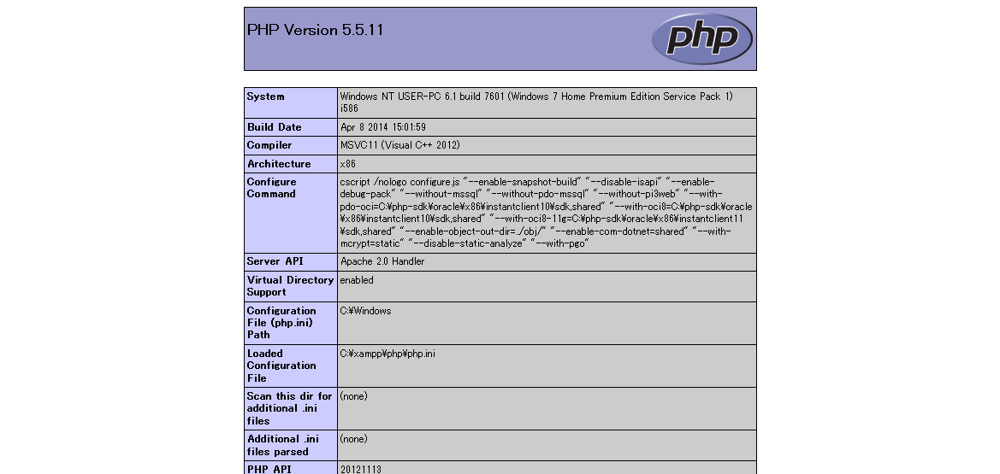 PHP Version 5.5.11
php
System
Windows NT USER-PC 6.1 build 7601 (Windows 7 Home Premium Edition Service Pack 1)
i586
Build Date
Apr 8 2014 15:01:59
Compiler
MSVC11 (Visual C++ 2012)
Architecture
x86
Configure
Command
cscript /nologo configure.js "--enable-snapshot-build" "--disable-isapi" "--enable-
debug-pack" "--without-mssql" "--without-pdo-mssql" "--without-pi3web" "--with-
pdo-oci=C:¥php-sdk¥oracle¥x86¥instantclient10¥sdk,shared" "--with-oci8=C:¥php-sdk¥oracle
¥x86¥instantclient10¥sdk,shared" "--with-oci8-11g=C:¥php-sdk¥oracle¥x86¥instantclient11
¥sdk,shared" "--enable-object-out-dir=../obj/" "--enable-com-dotnet=shared" "--with-
mcrypt=static" "--disable-static-analyze" "--with-pgo"
Server API
Apache 2.0 Handler
Virtual Directory
Support
enabled
Configuration
File (php.ini)
Path
C:¥Windows
Loaded
Configuration
File
C:¥xampp¥php¥php.ini
Scan this dir for
additional .ini
files
(none)
Additional .ini
files parsed
(none)
PHP API
20121113